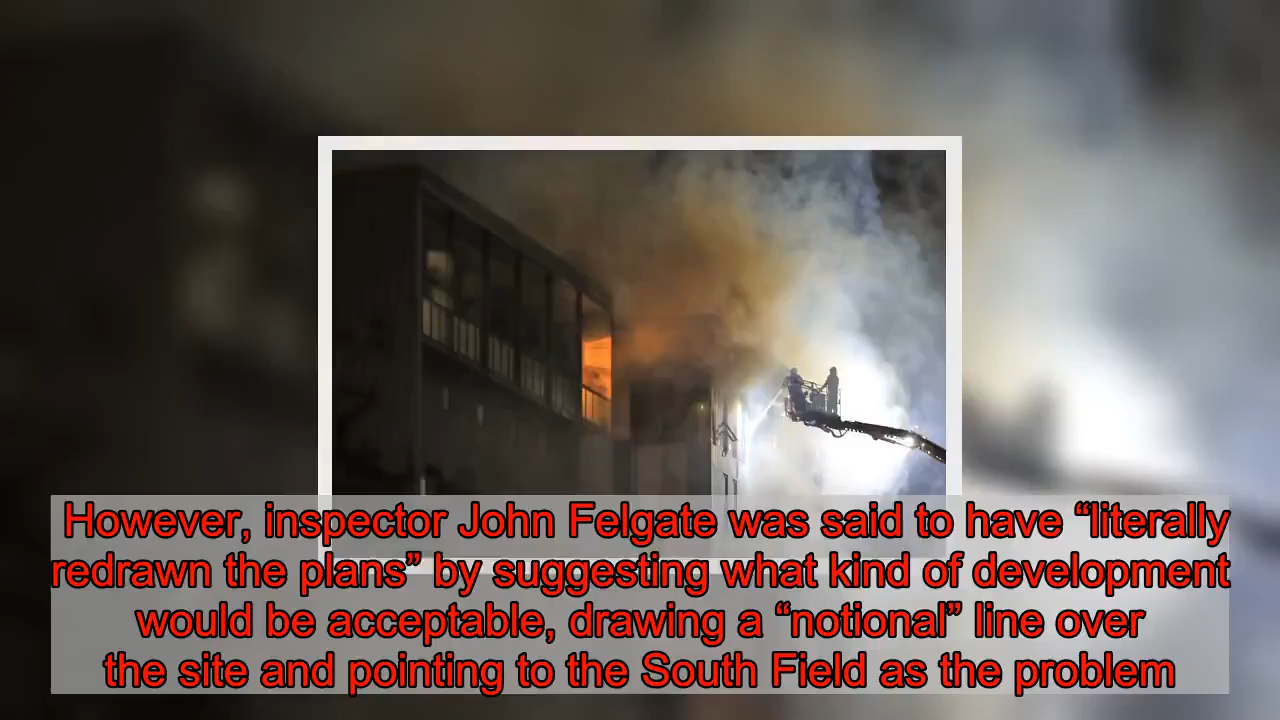 However, inspector John Felgate was said to have “literally
redrawn the plans” by suggesting what kind of development
would be acceptable, drawing a “notional” line over
the site and pointing to the South Field as the problem